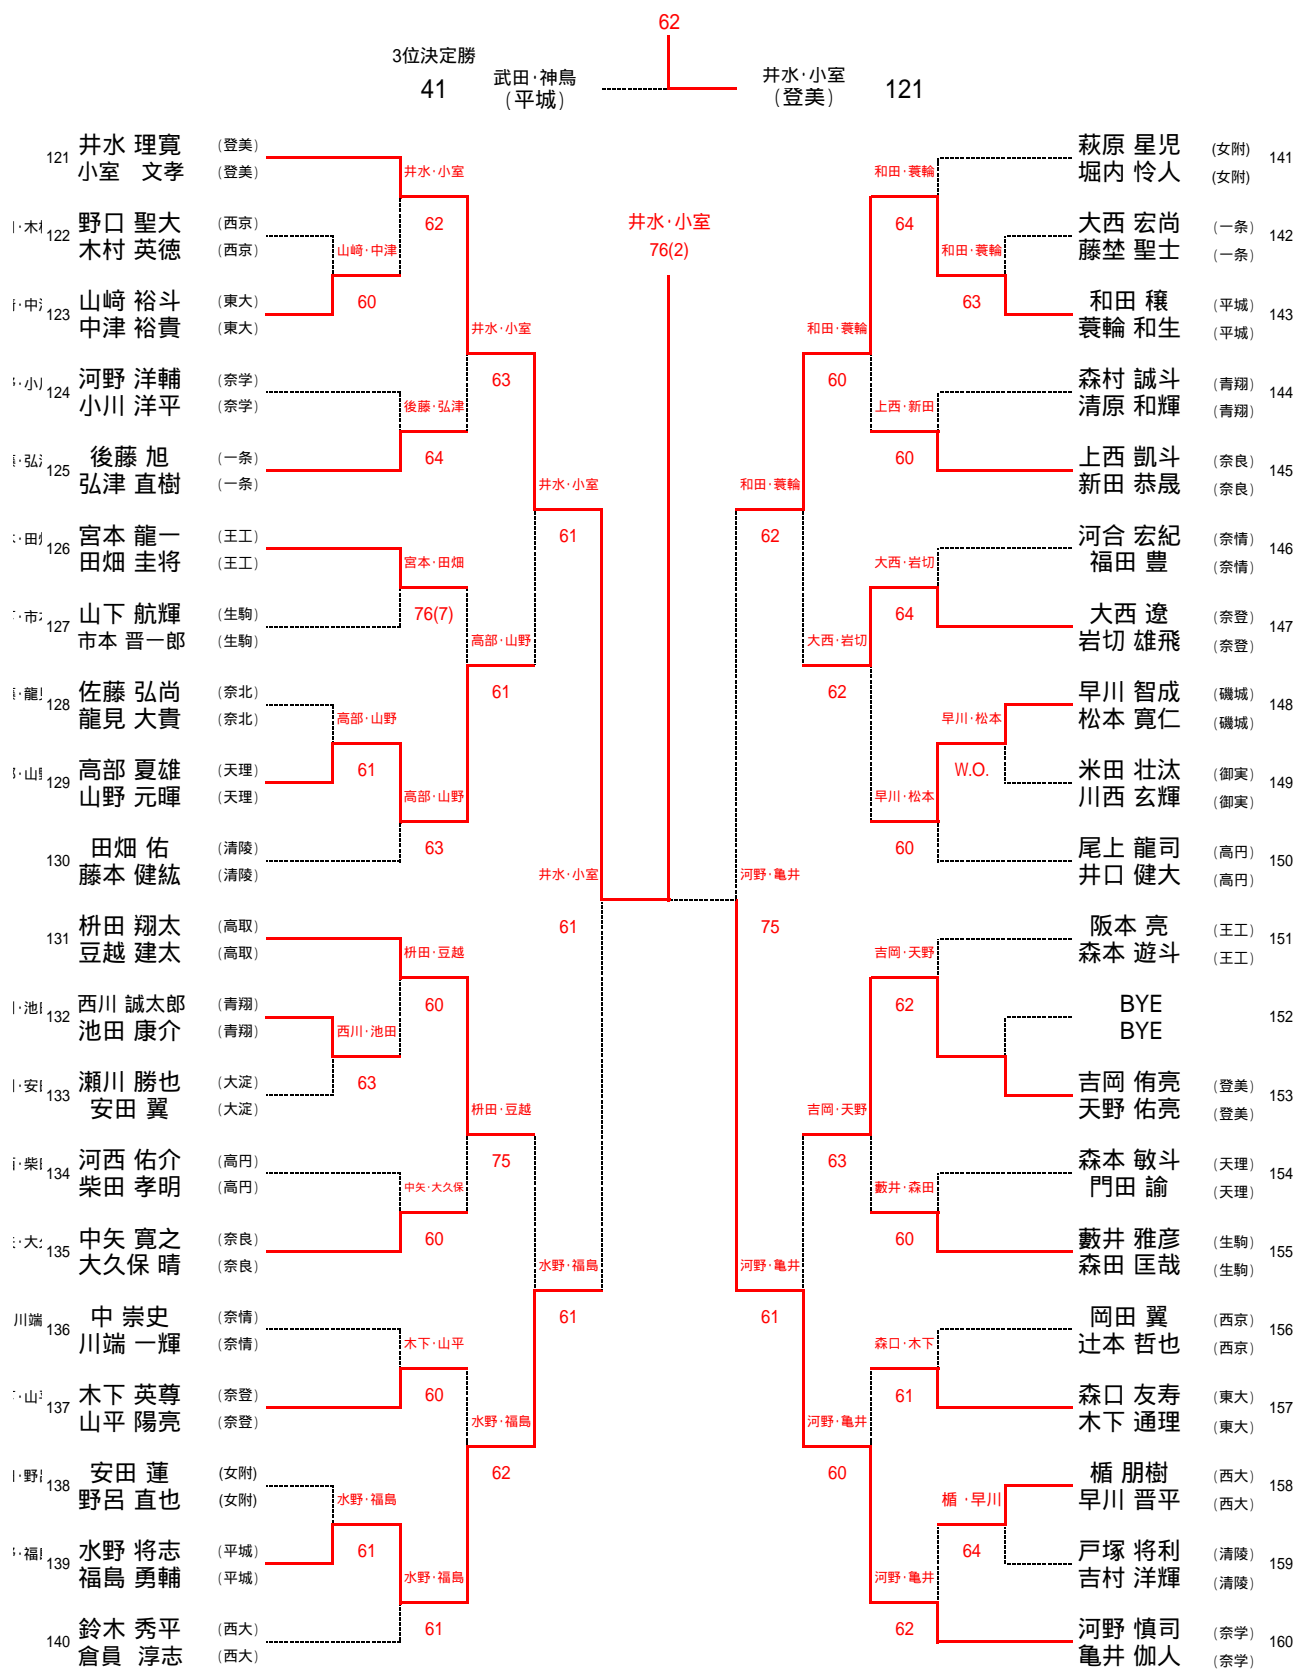 62
3位決定勝
41 武田・神鳥 (平城) 井水・小室 (登美) 121
井水・小室
76(2)
121 井水 理寛 (登美)
小室 文孝 (登美)
井水・小室
62
122 野口 聖大 (西京)
木村 英徳 (西京)
山﨑・中津
60
123 山﨑 裕斗 (東大)
中津 裕貴 (東大)
井水・小室
63
124 河野 洋輔 (奈学)
小川 洋平 (奈学)
後藤・弘津
64
125 後藤 旭 (一条)
弘津 直樹 (一条)
井水・小室
61
126 宮本 龍一 (王工)
田畑 圭将 (王工)
宮本・田畑
76(7)
127 山下 航輝 (生駒)
市本 晋一郎 (生駒)
高部・山野
61
128 佐藤 弘尚 (奈北)
龍見 大貴 (奈北)
高部・山野
61
129 高部 夏雄 (天理)
山野 元暉 (天理)
高部・山野
63
130 田畑 佑 (清陵)
藤本 健紘 (清陵)
井水・小室
61
131 枡田 翔太 (高取)
豆越 建太 (高取)
枡田・豆越
60
132 西川 誠太郎 (青翔)
池田 康介 (青翔)
西川・池田
63
133 瀬川 勝也 (大淀)
安田 翼 (大淀)
枡田・豆越
75
134 河西 佑介 (高円)
柴田 孝明 (高円)
中矢・大久保
60
135 中矢 寛之 (奈良)
大久保 晴 (奈良)
水野・福島
61
136 中 崇史 (奈情)
川端 一輝 (奈情)
木下・山平
60
137 木下 英尊 (奈登)
山平 陽亮 (奈登)
水野・福島
62
138 安田 蓮 (女附)
野呂 直也 (女附)
水野・福島
61
139 水野 将志 (平城)
福島 勇輔 (平城)
水野・福島
61
140 鈴木 秀平 (西大)
倉員 淳志 (西大)
萩原 星児 (女附) 141
堀内 怜人 (女附)
和田・蓑輪
64
大西 宏尚 (一条) 142
藤埜 聖士 (一条)
和田・蓑輪
63
和田 穣 (平城) 143
蓑輪 和生 (平城)
和田・蓑輪
60
森村 誠斗 (青翔) 144
清原 和輝 (青翔)
上西・新田
60
上西 凱斗 (奈良) 145
新田 恭晟 (奈良)
和田・蓑輪
62
河合 宏紀 (奈情) 146
福田 豊 (奈情)
大西・岩切
64
大西 遼 (奈登) 147
岩切 雄飛 (奈登)
大西・岩切
62
早川 智成 (磯城) 148
松本 寛仁 (磯城)
早川・松本
W.O.
米田 壮汰 (御実) 149
川西 玄輝 (御実)
早川・松本
60
尾上 龍司 (高円) 150
井口 健大 (高円)
河野・亀井
75
阪本 亮 (王工) 151
森本 遊斗 (王工)
吉岡・天野
62
BYE 152
BYE
吉岡 侑亮 (登美) 153
天野 佑亮 (登美)
吉岡・天野
63
森本 敏斗 (天理) 154
門田 諭 (天理)
藪井・森田
60
藪井 雅彦 (生駒) 155
森田 匡哉 (生駒)
河野・亀井
61
岡田 翼 (西京) 156
辻本 哲也 (西京)
森口・木下
61
森口 友寿 (東大) 157
木下 通理 (東大)
河野・亀井
60
楯 朋樹 (西大) 158
早川 晋平 (西大)
楯 ・早川
64
戸塚 将利 (清陵) 159
吉村 洋輝 (清陵)
河野・亀井
62
河野 慎司 (奈学) 160
亀井 伽人 (奈学)